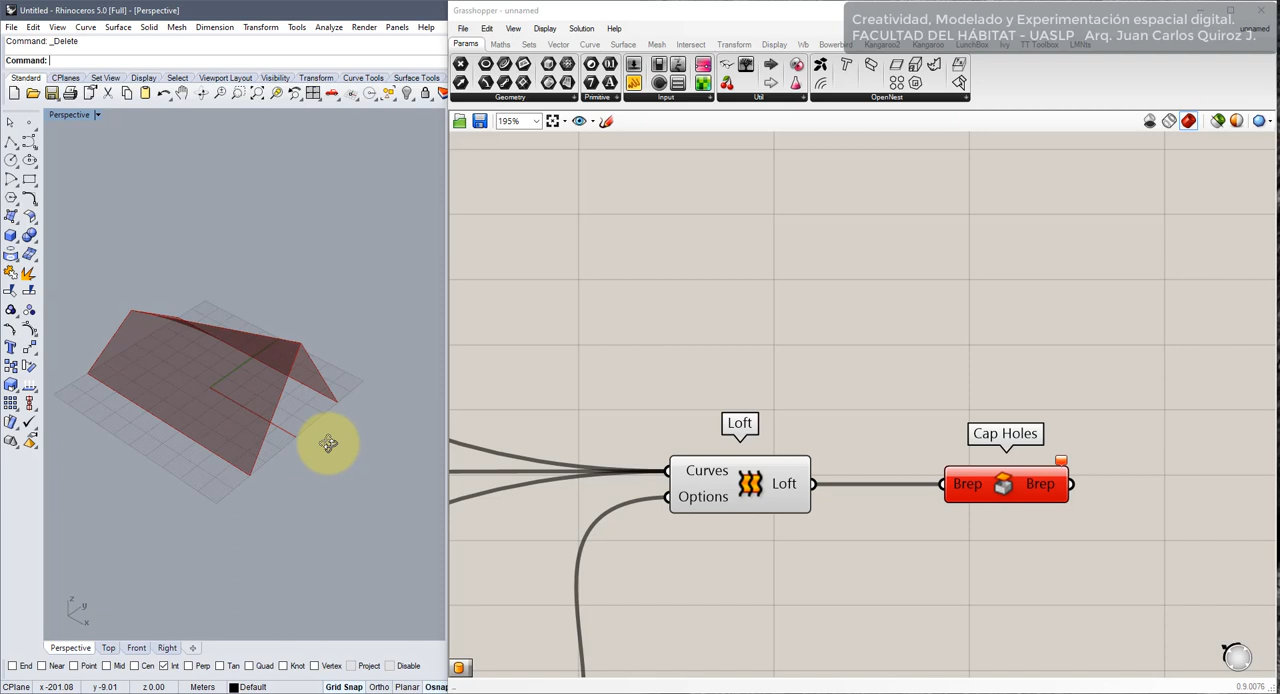 Untitled - Rhinoceros 5.0 [Full] - [Perspective]
File Edit View Curve Surface Solid Mesh Dimension Transform Tools Analyze Render Panels Help
Command: _Delete
Command:
Standard CPlanes Set View Display Select Viewport Layout Visibility Transform Curve Tools Surface Tools
Perspective
z
y
x
Perspective Top Front Right
End Near Point Mid Cen Int Perp Tan Quad Knot Vertex Project Disable
CPlane x -201.08 y -9.01 z 0.00 Meters Default Grid Snap Ortho Planar Osnap
Grasshopper - unnamed
File Edit View Display Solution Help
unnamed
Creatividad, Modelado y Experimentación espacial digital.
FACULTAD DEL HÁBITAT - UASLP Arq. Juan Carlos Quiroz J.
Params Maths Sets Vector Curve Surface Mesh Intersect Transform Display Wb Bowerbird Kangaroo2 Kangaroo LunchBox Ivy TT Toolbox LMNts
Geometry Primitive Input Util OpenNest
195%
Loft
Curves
Options
Loft
Cap Holes
Brep Brep
0.9.0076